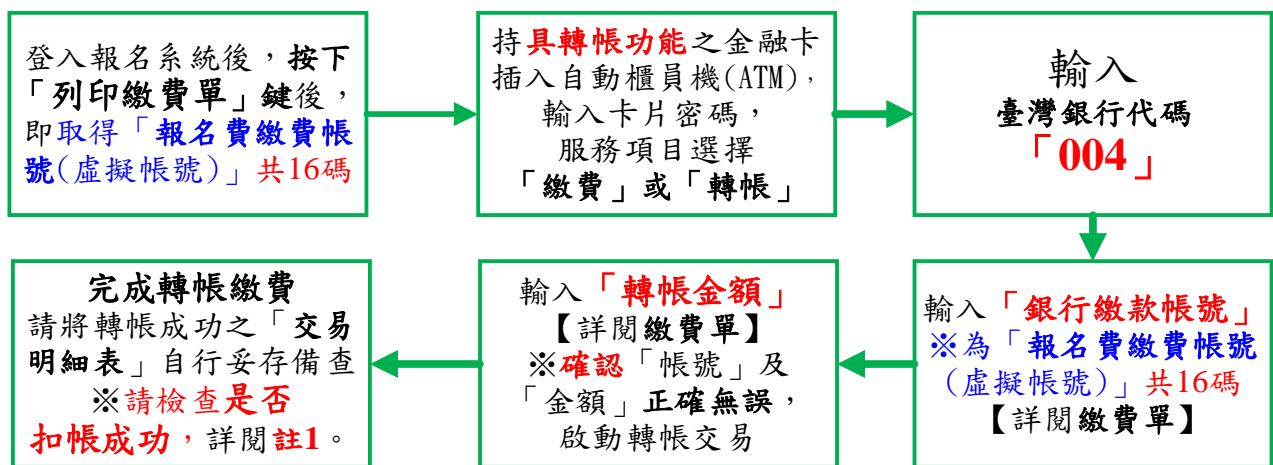 登入報名系統後，按下
「列印繳費單」鍵後，
即取得「報名費繳費帳
號(虛擬帳號)」共16碼
持具轉帳功能之金融卡
插入自動櫃員機(ATM)，
輸入卡片密碼，
服務項目選擇
「繳費」或「轉帳」
輸入
臺灣銀行代碼
「004」
輸入「銀行繳款帳號」
※為「報名費繳費帳號
(虛擬帳號)」共16碼
【詳閱繳費單】
輸入「轉帳金額」
【詳閱繳費單】
※確認「帳號」及
「金額」正確無誤，
啟動轉帳交易
完成轉帳繳費
請將轉帳成功之「交易
明細表」自行妥存備查
※請檢查是否
扣帳成功，詳閱註1。